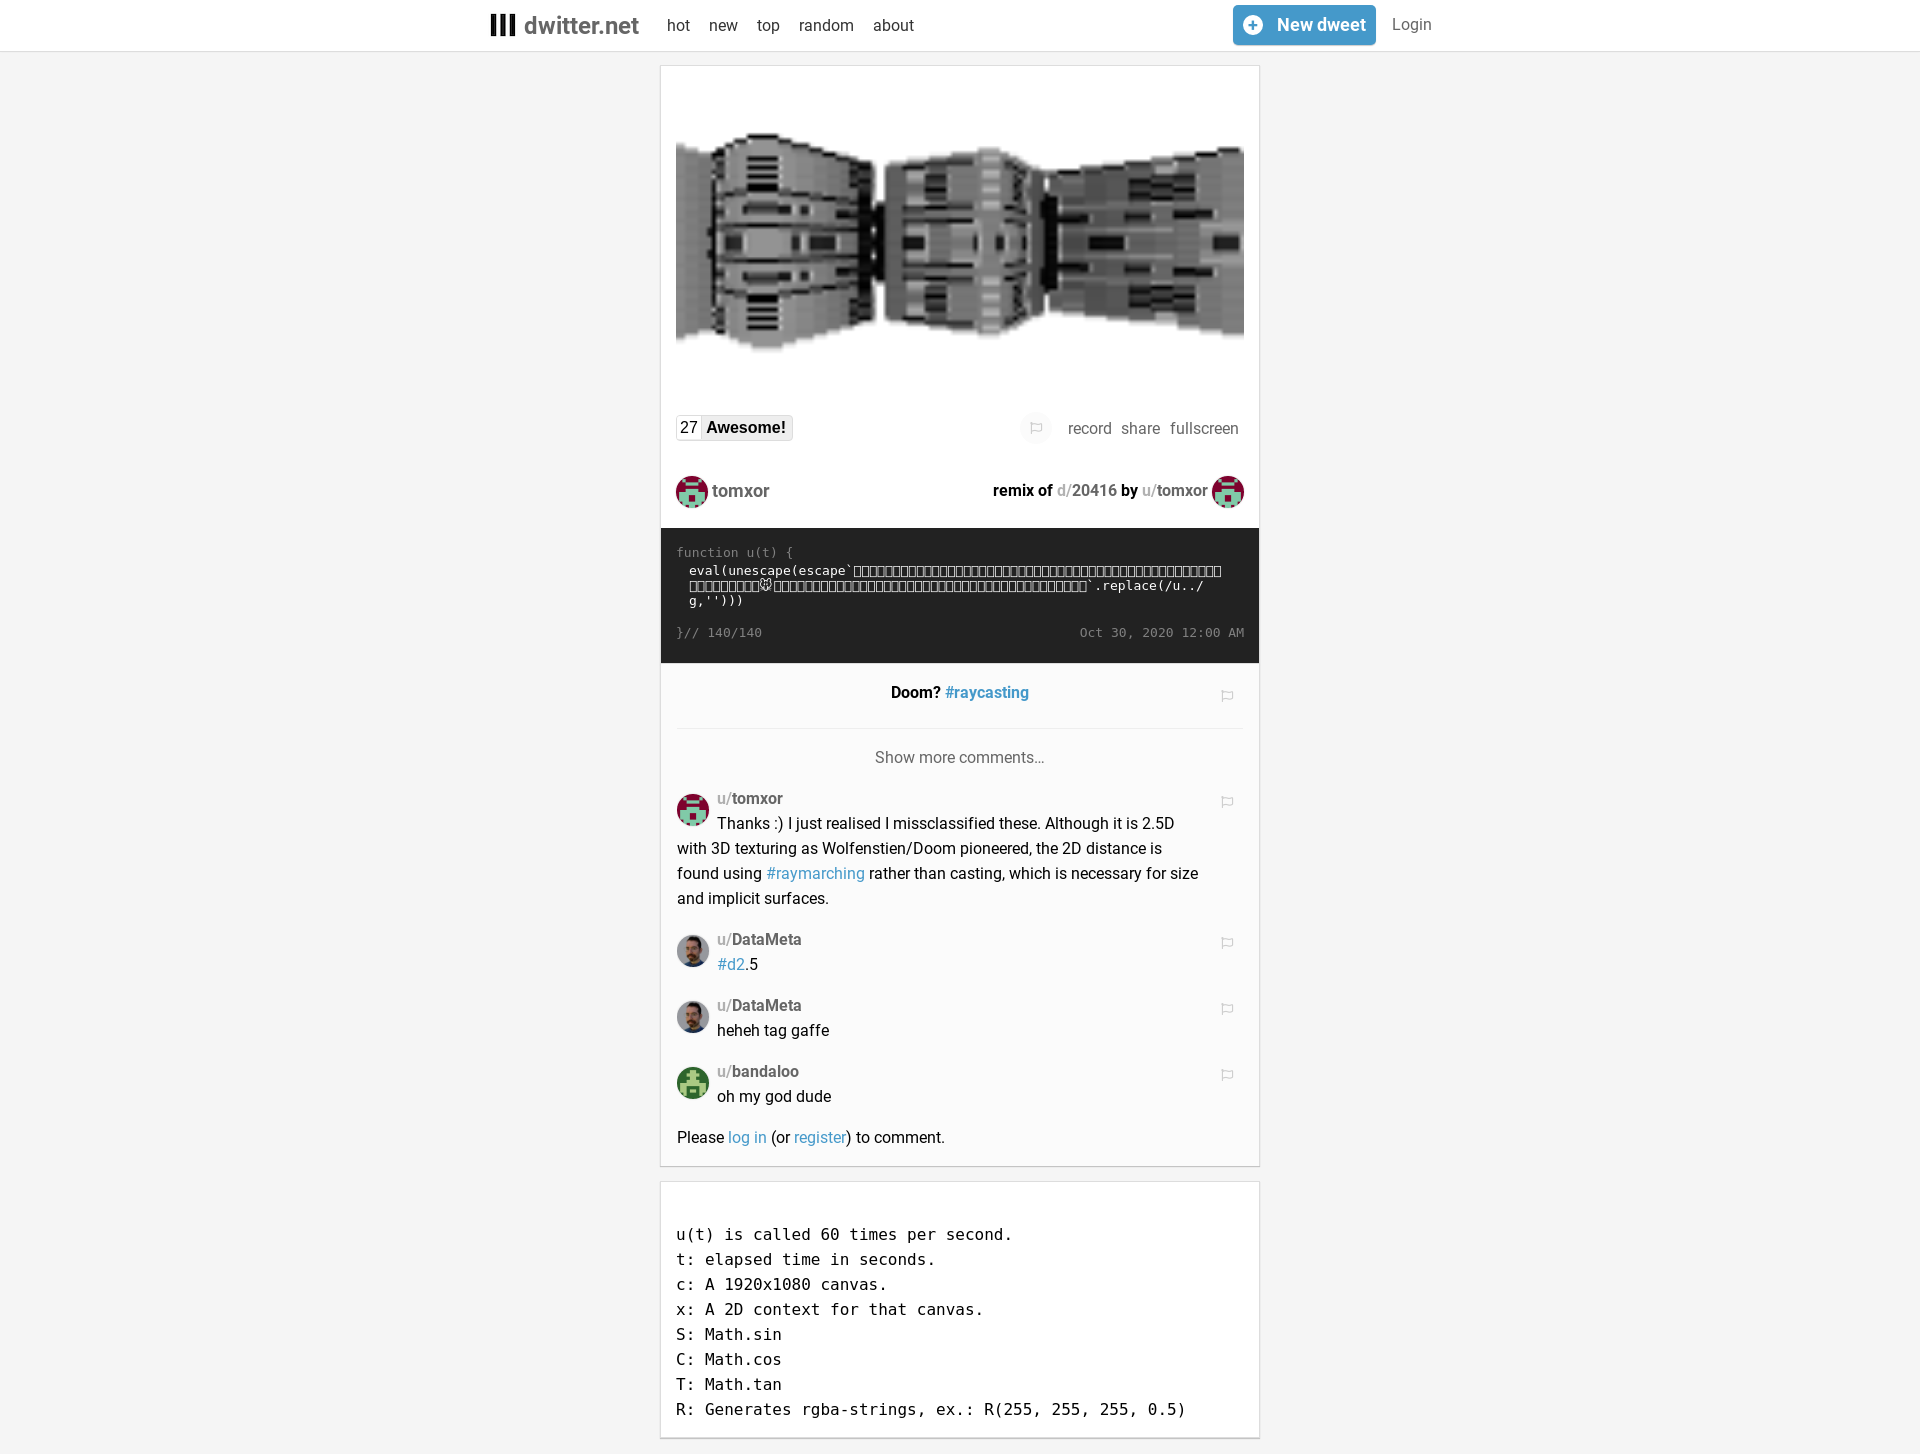 dwitter.net hot new top random about New dweet Login
27 Awesome! record share fullscreen
tomxor remix of d/20416 by u/tomxor
function u(t) {
eval(unescape(escape`
🐭
`.replace(/u../
g,'')))
}// 140/140 Oct 30, 2020 12:00 AM
Doom? #raycasting
Show more comments…
u/tomxor
Thanks :) I just realised I missclassified these. Although it is 2.5D
with 3D texturing as Wolfenstien/Doom pioneered, the 2D distance is
found using #raymarching rather than casting, which is necessary for size
and implicit surfaces.
u/DataMeta
#d2.5
u/DataMeta
heheh tag gaffe
u/bandaloo
oh my god dude
Please log in (or register) to comment.
u(t) is called 60 times per second.
t: elapsed time in seconds.
c: A 1920x1080 canvas.
x: A 2D context for that canvas.
S: Math.sin
C: Math.cos
T: Math.tan
R: Generates rgba-strings, ex.: R(255, 255, 255, 0.5)